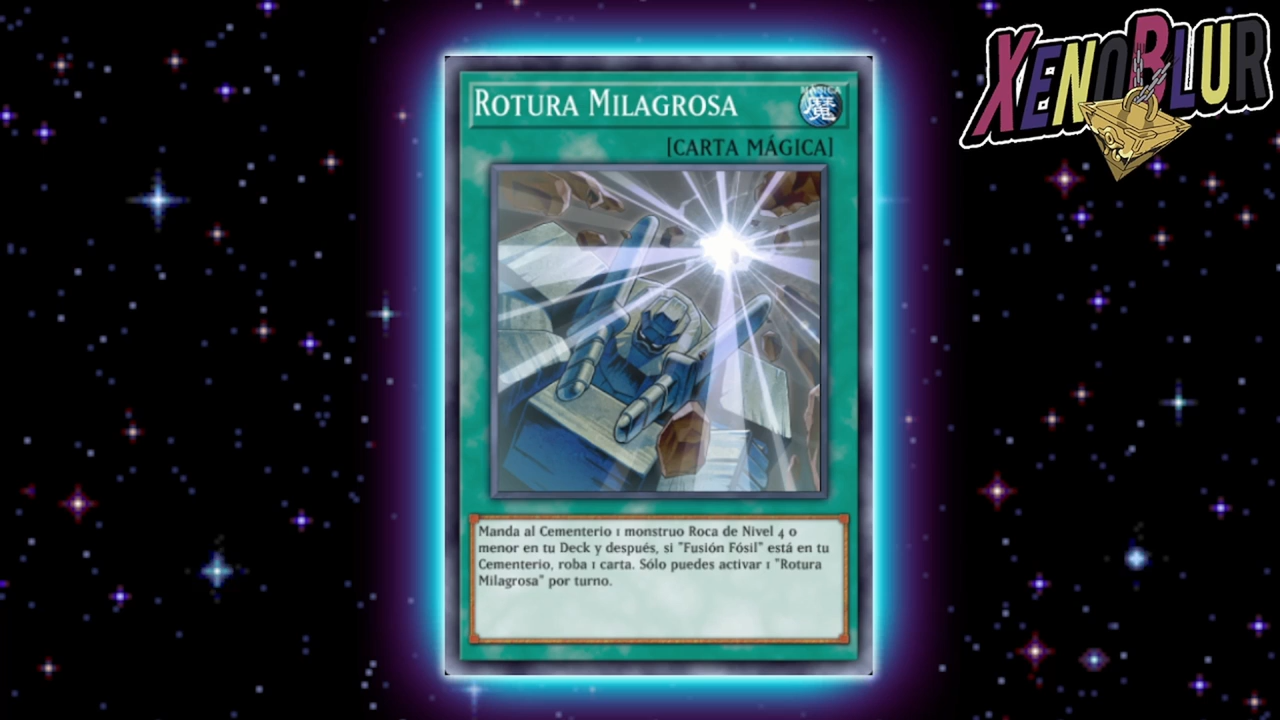 XENOBLUR
ROTURA MILAGROSA
MÁGICA
魔
[CARTA MÁGICA]
Manda al Cementerio 1 monstruo Roca de Nivel 4 o
menor en tu Deck y después, si "Fusión Fósil" está en tu
Cementerio, roba 1 carta. Sólo puedes activar 1 "Rotura
Milagrosa" por turno.